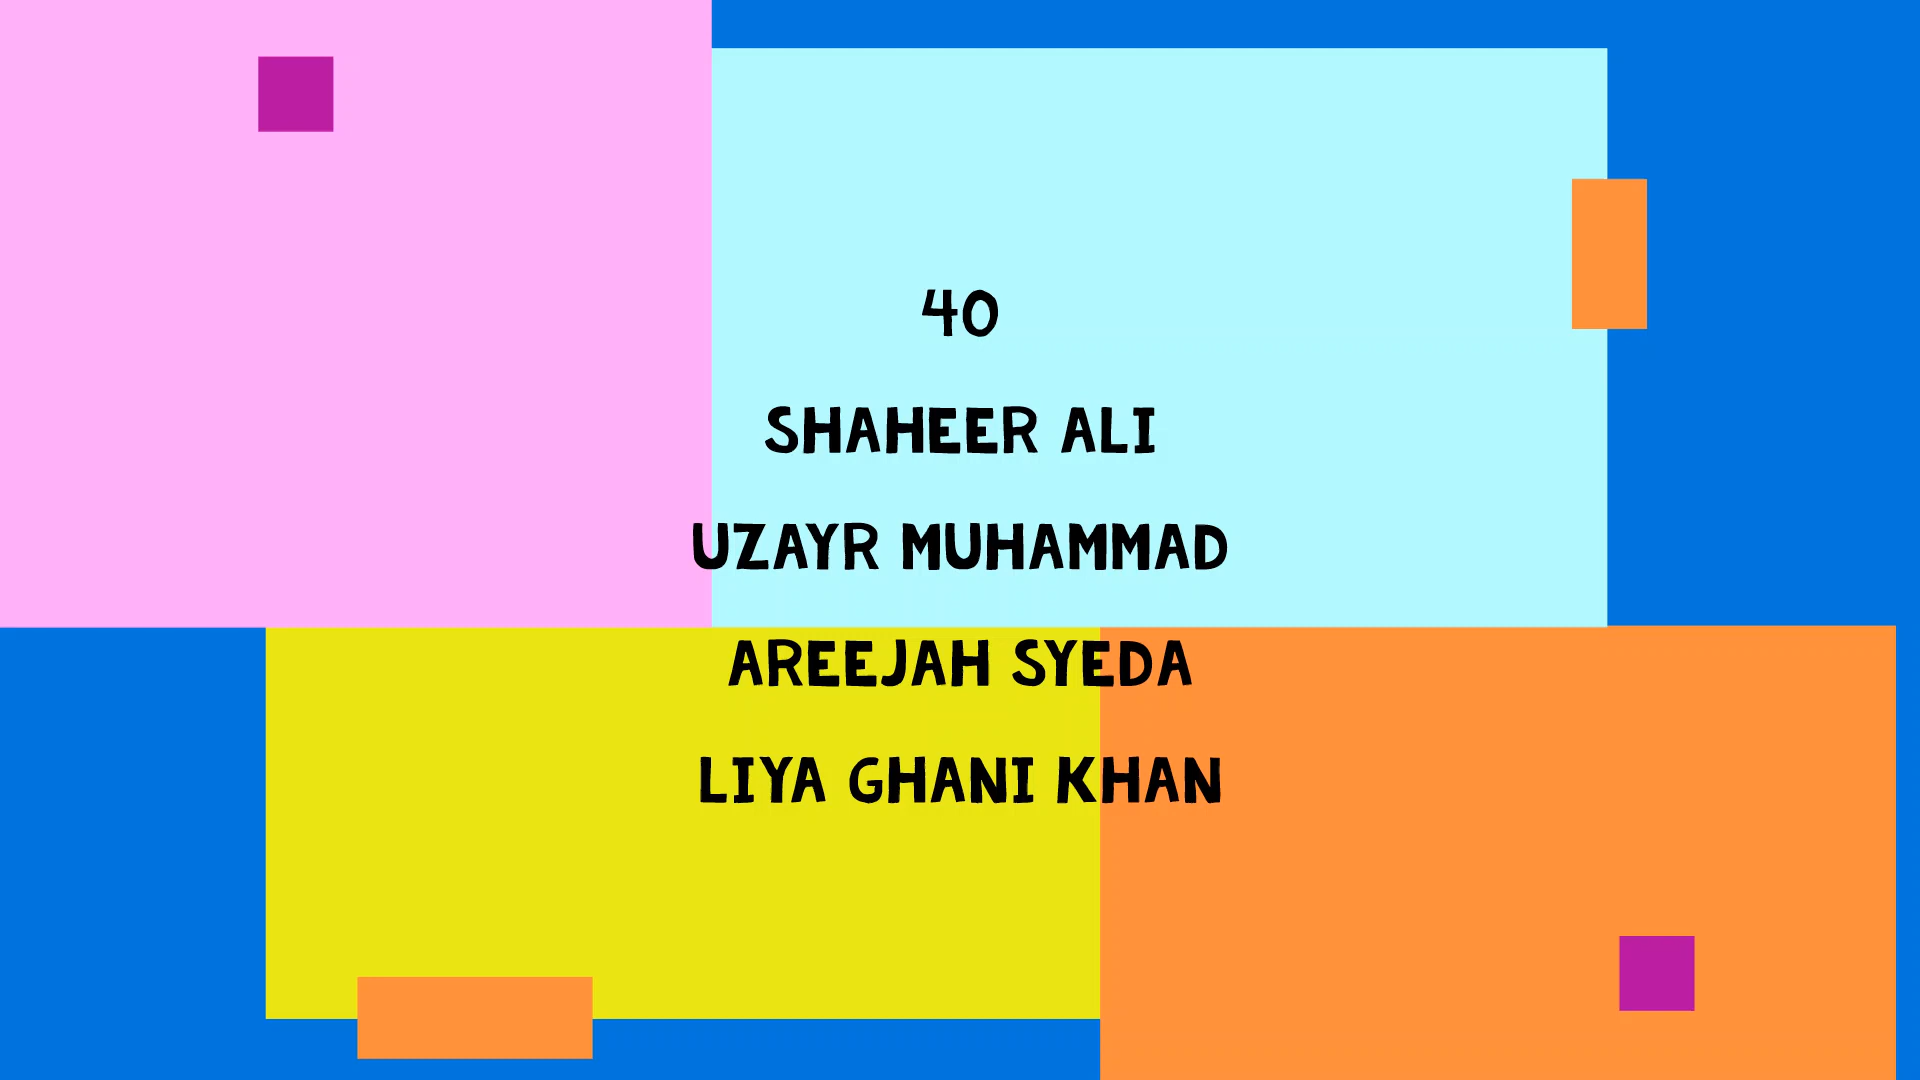 40
SHAHEER ALI
UZAYR MUHAMMAD
AREEJAH SYEDA
LIYA GHANI KHAN